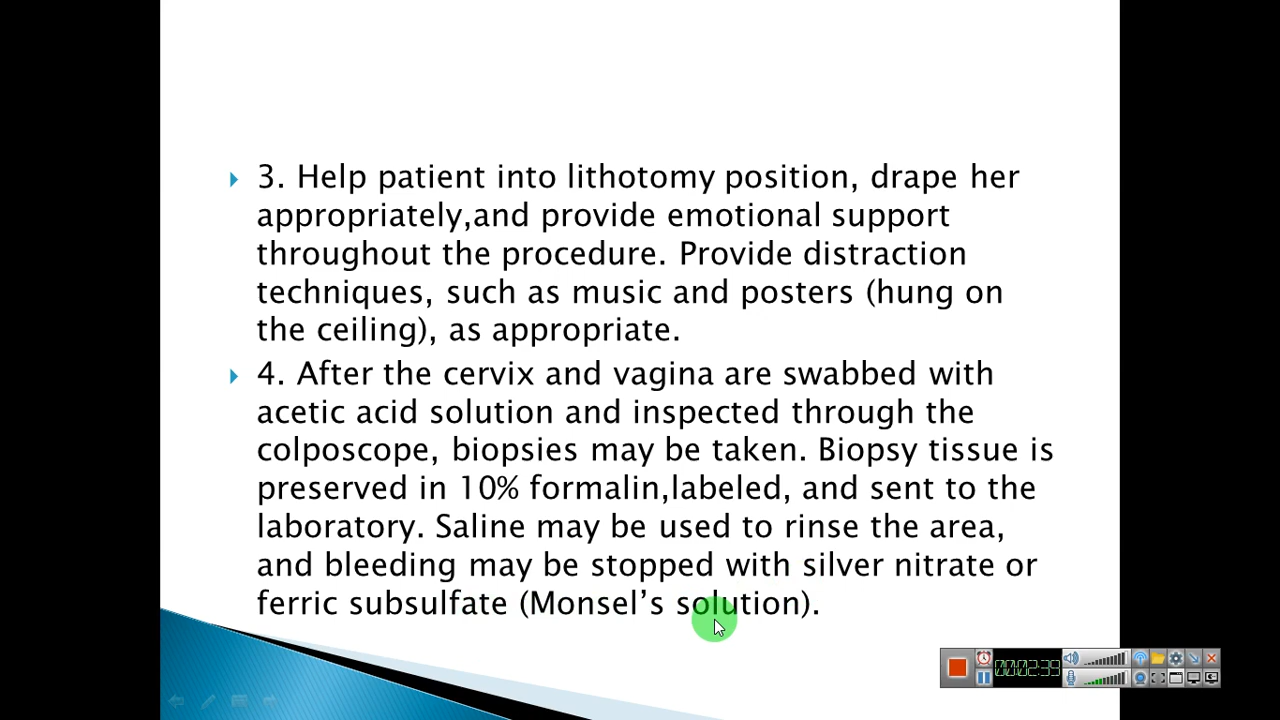 3. Help patient into lithotomy position, drape her
appropriately,and provide emotional support
throughout the procedure. Provide distraction
techniques, such as music and posters (hung on
the ceiling), as appropriate.
4. After the cervix and vagina are swabbed with
acetic acid solution and inspected through the
colposcope, biopsies may be taken. Biopsy tissue is
preserved in 10% formalin,labeled, and sent to the
laboratory. Saline may be used to rinse the area,
and bleeding may be stopped with silver nitrate or
ferric subsulfate (Monsel’s solution).
00:02:39